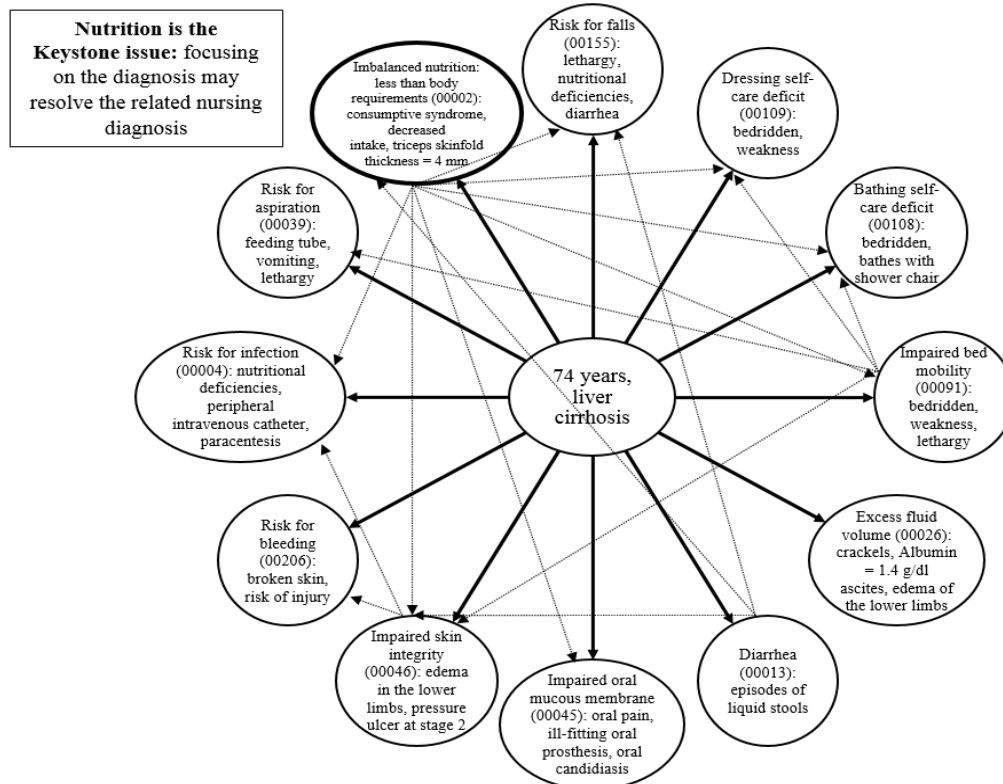 Nutrition is the
Keystone issue: focusing
on the diagnosis may
resolve the related nursing
diagnosis
Imbalanced nutrition:
less than body
requirements (00002):
consumptive syndrome,
decreased
intake, triceps skinfold
thickness = 4 mm
Risk for falls
(00155):
lethargy,
nutritional
deficiencies,
diarrhea
Dressing self-
care deficit
(00109):
bedridden,
weakness
Bathing self-
care deficit
(00108):
bedridden,
bathes with
shower chair
Impaired bed
mobility
(00091):
bedridden,
weakness,
lethargy
Excess fluid
volume (00026):
crackels, Albumin
= 1.4 g/dl
ascites, edema of
the lower limbs
Diarrhea
(00013):
episodes of
liquid stools
Impaired oral
mucous membrane
(00045): oral pain,
ill-fitting oral
prosthesis, oral
candidiasis
Impaired skin
integrity
(00046): edema
in the lower
limbs, pressure
ulcer at stage 2
Risk for
bleeding
(00206):
broken skin,
risk of injury
Risk for infection
(00004): nutritional
deficiencies,
peripheral
intravenous catheter,
paracentesis
Risk for
aspiration
(00039):
feeding tube,
vomiting,
lethargy
74 years,
liver
cirrhosis